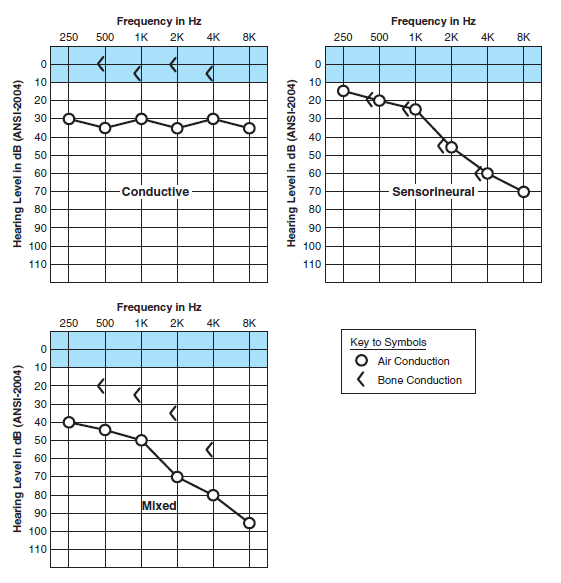 Frequency in Hz
250 500 1K 2K 4K 8K
Hearing Level in dB (ANSI-2004)
0
10
20
30
40
50
60
70
80
90
100
110
Conductive
Frequency in Hz
250 500 1K 2K 4K 8K
Hearing Level in dB (ANSI-2004)
0
10
20
30
40
50
60
70
80
90
100
110
Sensorineural
Frequency in Hz
250 500 1K 2K 4K 8K
Hearing Level in dB (ANSI-2004)
0
10
20
30
40
50
60
70
80
90
100
110
Mixed
Key to Symbols
Air Conduction
Bone Conduction